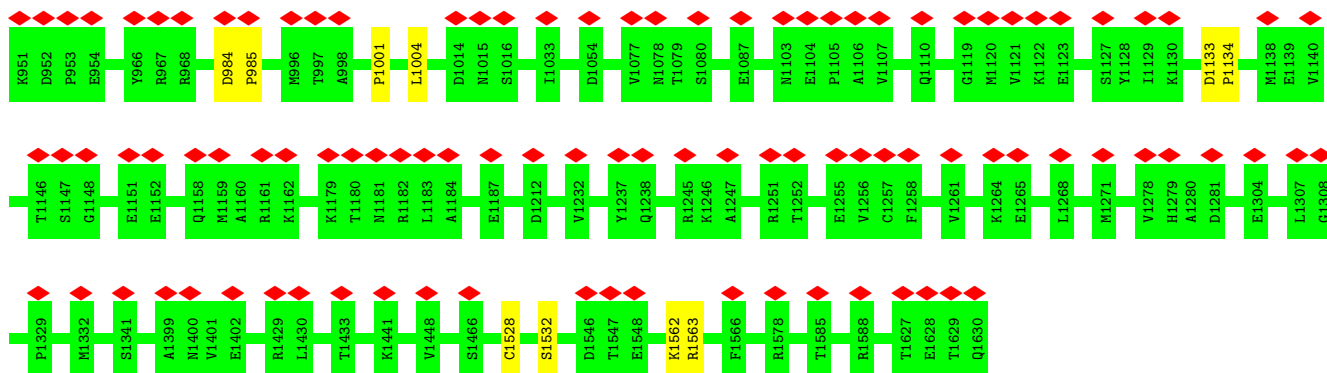 K951 D952 P953 E954 Y966 R967 R968 D984 P985 M996 T997 A998 P1001 L1004 D1014 N1015 S1016 I1033 D1054 V1077 N1078 T1079 S1080 E1087 N1103 E1104 P1105 A1106 V1107 Q1110 G1119 M1120 V1121 K1122 E1123 S1127 Y1128 I1129 K1130 D1133 P1134 M1138 E1139 V1140
T1146 S1147 G1148 E1151 E1152 Q1158 M1159 A1160 R1161 K1162 K1179 T1180 N1181 R1182 L1183 A1184 E1187 D1212 V1232 Y1237 Q1238 R1245 K1246 A1247 R1251 T1252 E1255 V1256 C1257 F1258 V1261 K1264 E1265 L1268 M1271 V1278 H1279 A1280 D1281 E1304 L1307 G1308
P1329 M1332 S1341 A1399 N1400 V1401 E1402 R1429 L1430 T1433 K1441 V1448 S1466 C1528 S1532 D1546 T1547 E1548 K1562 R1563 F1566 R1578 T1585 R1588 T1627 E1628 T1629 Q1630